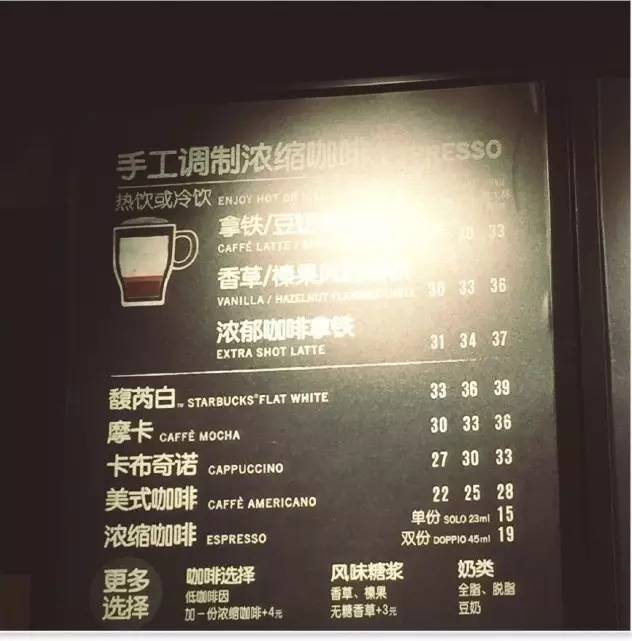 手工调制浓缩咖啡 ESPRESSO
热饮或冷饮 ENJOY HOT OR
拿铁/豆奶 33
CAFFÈ LATTE /
香草/榛果
VANILLA / HAZELNUT FLAVORED LATTE 30 33 36
浓郁咖啡拿铁
EXTRA SHOT LATTE 31 34 37
馥芮白™ STARBUCKS® FLAT WHITE 33 36 39
摩卡 CAFFÈ MOCHA 30 33 36
卡布奇诺 CAPPUCCINO 27 30 33
美式咖啡 CAFFÈ AMERICANO 22 25 28
单份 SOLO 23ml 15
浓缩咖啡 ESPRESSO 双份 DOPPIO 45ml 19
更多选择
咖啡选择
低咖啡因
加一份浓缩咖啡+4元
风味糖浆
香草、榛果
无糖香草+3元
奶类
全脂、脱脂
豆奶